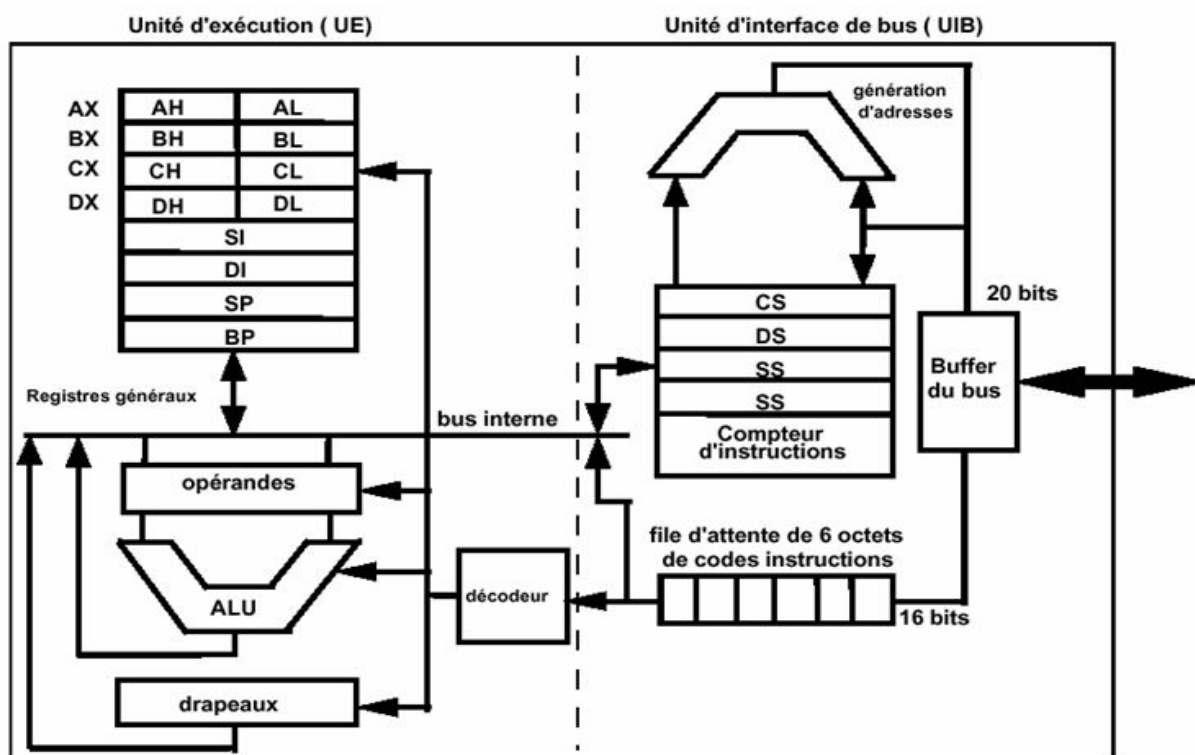 Unité d'exécution ( UE)
Unité d'interface de bus ( UIB)
AX AH AL
BX BH BL
CX CH CL
DX DH DL
SI
DI
SP
BP
Registres généraux
bus interne
opérandes
ALU
décodeur
drapeaux
génération
d'adresses
CS
DS
SS
SS
Compteur
d'instructions
20 bits
Buffer
du bus
file d'attente de 6 octets
de codes instructions
16 bits